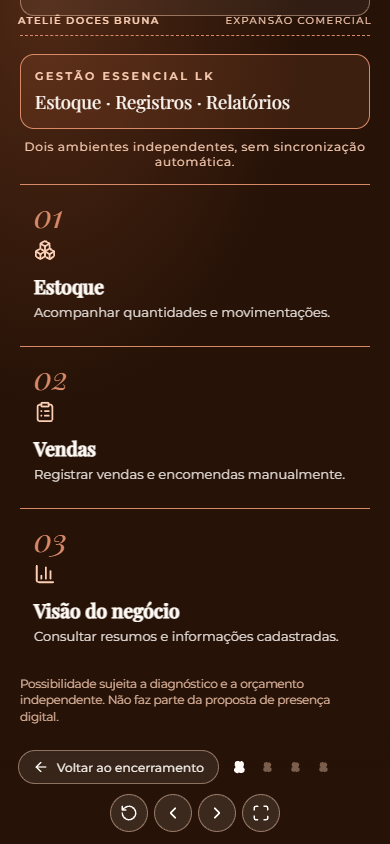 ATELIÊ DOCES BRUNA
EXPANSÃO COMERCIAL
GESTÃO ESSENCIAL LK
Estoque · Registros · Relatórios
Dois ambientes independentes, sem sincronização
automática.
01
Estoque
Acompanhar quantidades e movimentações.
02
Vendas
Registrar vendas e encomendas manualmente.
03
Visão do negócio
Consultar resumos e informações cadastradas.
Possibilidade sujeita a diagnóstico e a orçamento
independente. Não faz parte da proposta de presença
digital.
Voltar ao encerramento